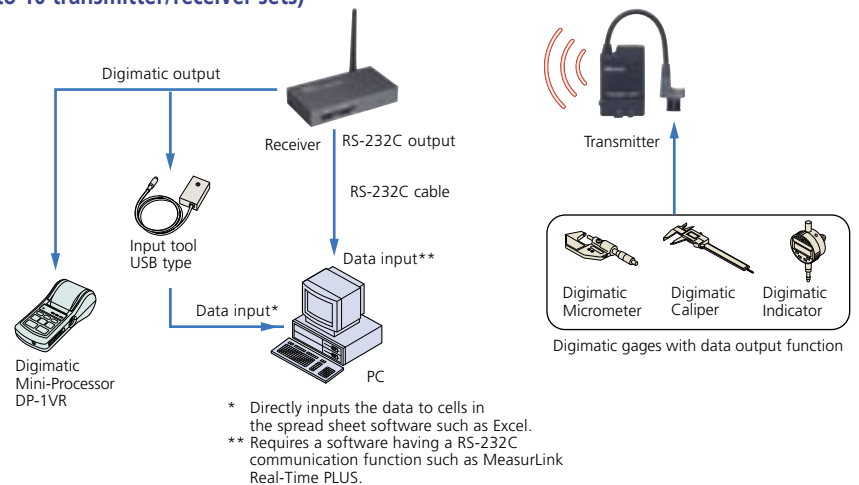 to 10 transmitter/receiver sets)
Digimatic output
Receiver
RS-232C output
RS-232C cable
Transmitter
Input tool
USB type
Data input**
Data input*
Digimatic
Mini-Processor
DP-1VR
PC
Digimatic
Micrometer
Digimatic
Caliper
Digimatic
Indicator
Digimatic gages with data output function
* Directly inputs the data to cells in
the spread sheet software such as Excel.
** Requires a software having a RS-232C
communication function such as MeasurLink
Real-Time PLUS.